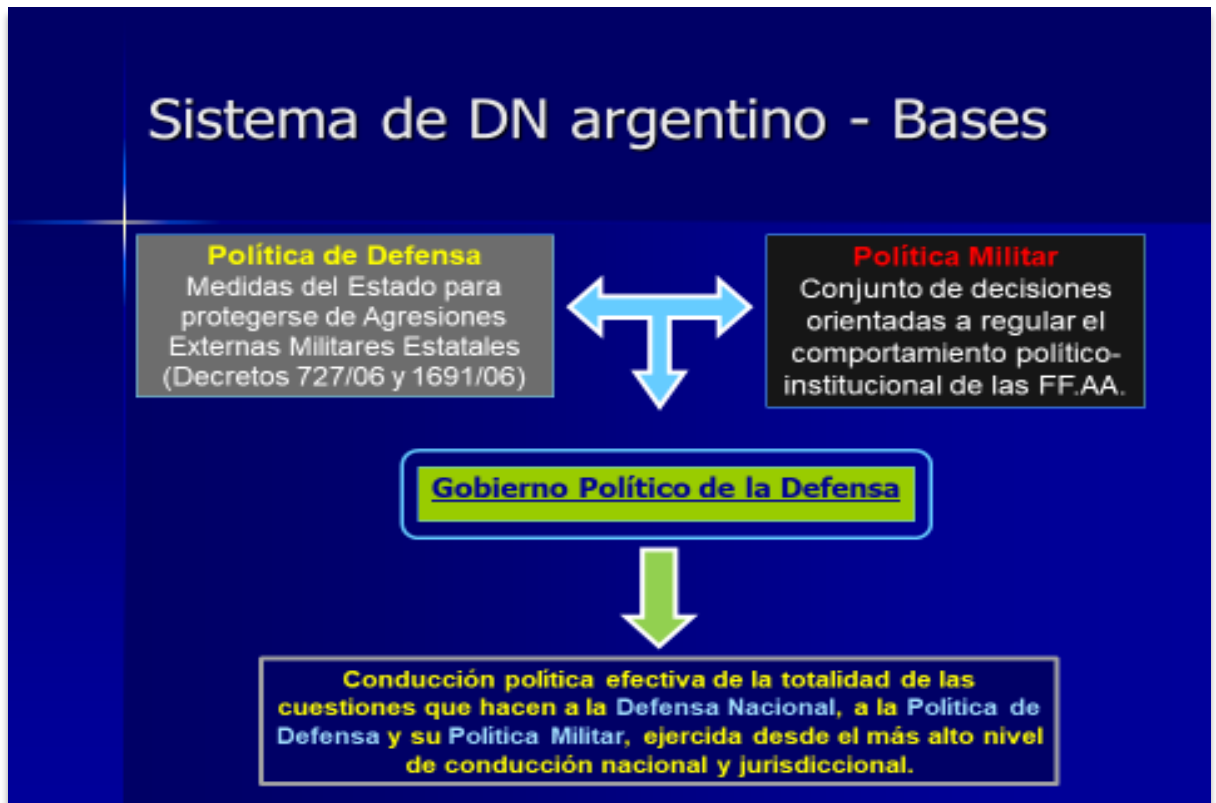 Sistema de DN argentino - Bases
Política de Defensa
Medidas del Estado para
protegerse de Agresiones
Externas Militares Estatales
(Decretos 727/06 y 1691/06)
Política Militar
Conjunto de decisiones
orientadas a regular el
comportamiento político-
institucional de las FF.AA.
Gobierno Político de la Defensa
Conducción política efectiva de la totalidad de las
cuestiones que hacen a la Defensa Nacional, a la Política de
Defensa y su Política Militar, ejercida desde el más alto nivel
de conducción nacional y jurisdiccional.